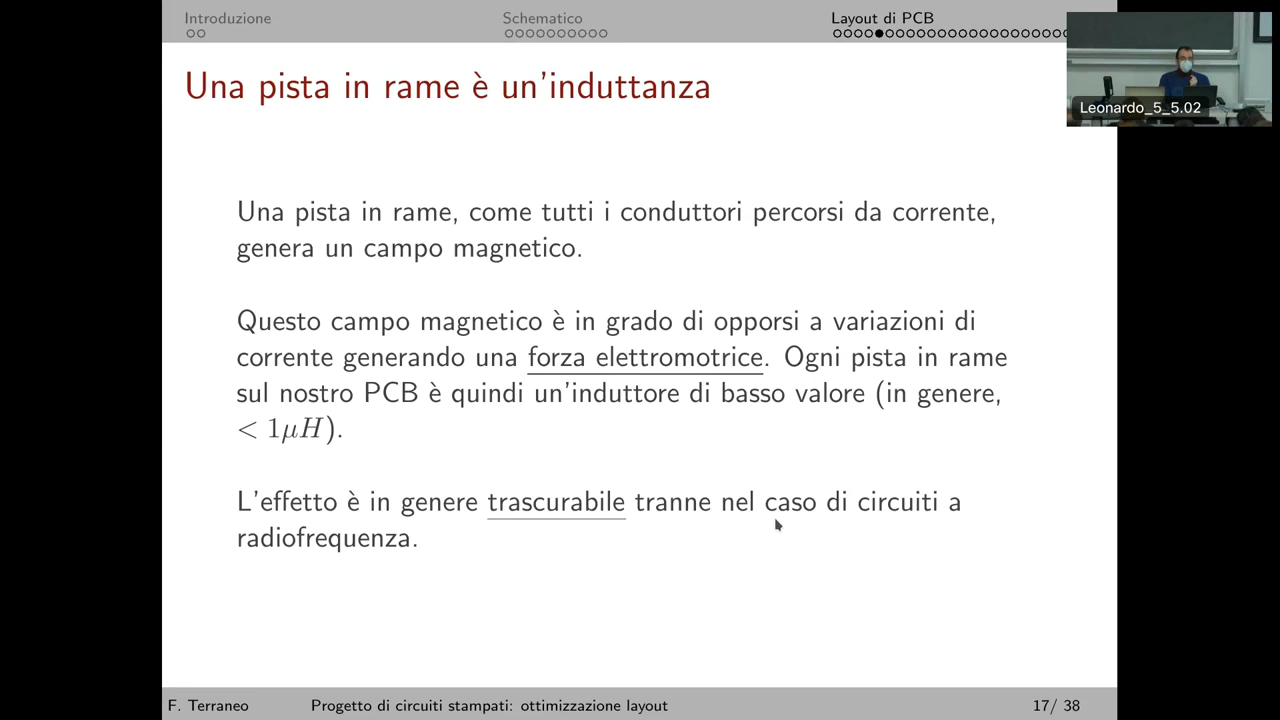 Introduzione
Schematico
Layout di PCB
Leonardo_5_5.02
Una pista in rame è un'induttanza
Una pista in rame, come tutti i conduttori percorsi da corrente,
genera un campo magnetico.
Questo campo magnetico è in grado di opporsi a variazioni di
corrente generando una forza elettromotrice. Ogni pista in rame
sul nostro PCB è quindi un'induttore di basso valore (in genere,
< 1μH).
L'effetto è in genere trascurabile tranne nel caso di circuiti a
radiofrequenza.
F. Terraneo
Progetto di circuiti stampati: ottimizzazione layout
17/ 38